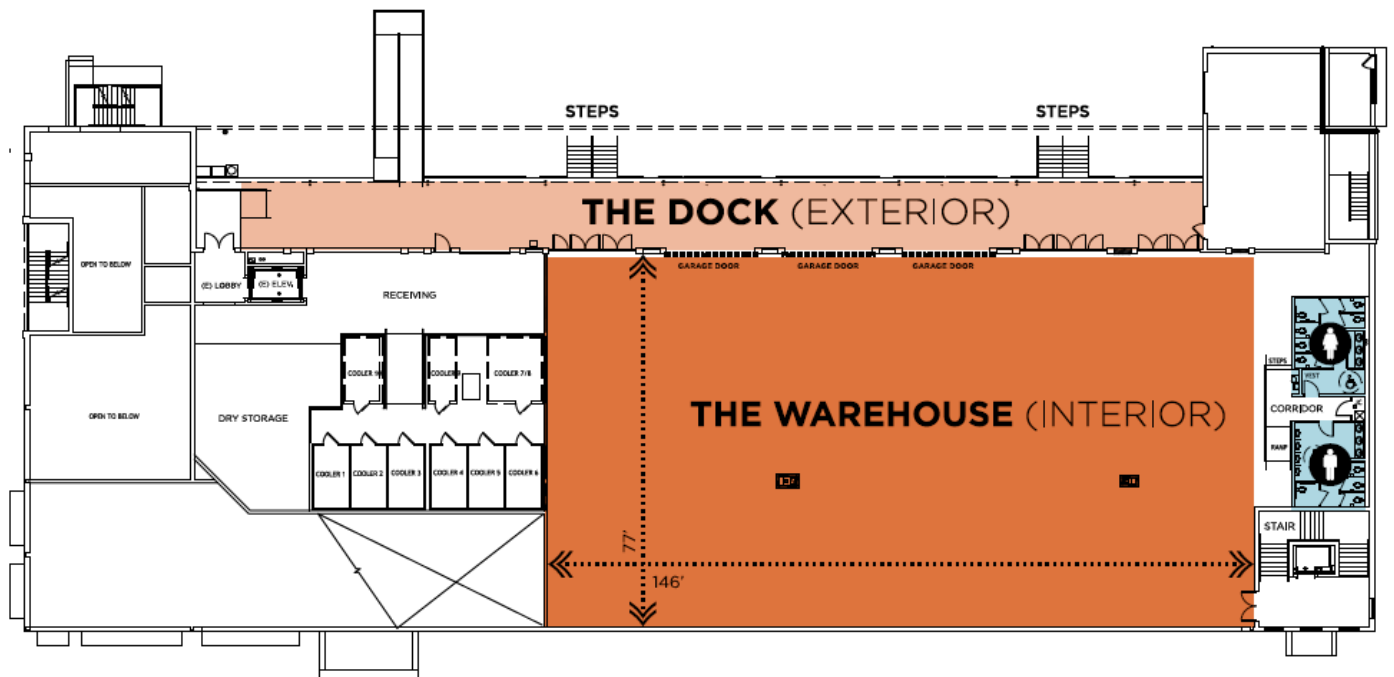 STEPS
STEPS
THE DOCK (EXTERIOR)
OPEN TO BELOW
(E) LOBBY
(E) ELEV.
RECEIVING
GARAGE DOOR
GARAGE DOOR
GARAGE DOOR
COOLER 7/8
STEPS
VEST
OPEN TO BELOW
DRY STORAGE
THE WAREHOUSE (INTERIOR)
CORRIDOR
RAMP
COOLER 1
COOLER 2
COOLER 3
COOLER 4
COOLER 5
COOLER 6
STAIR
77'
146'